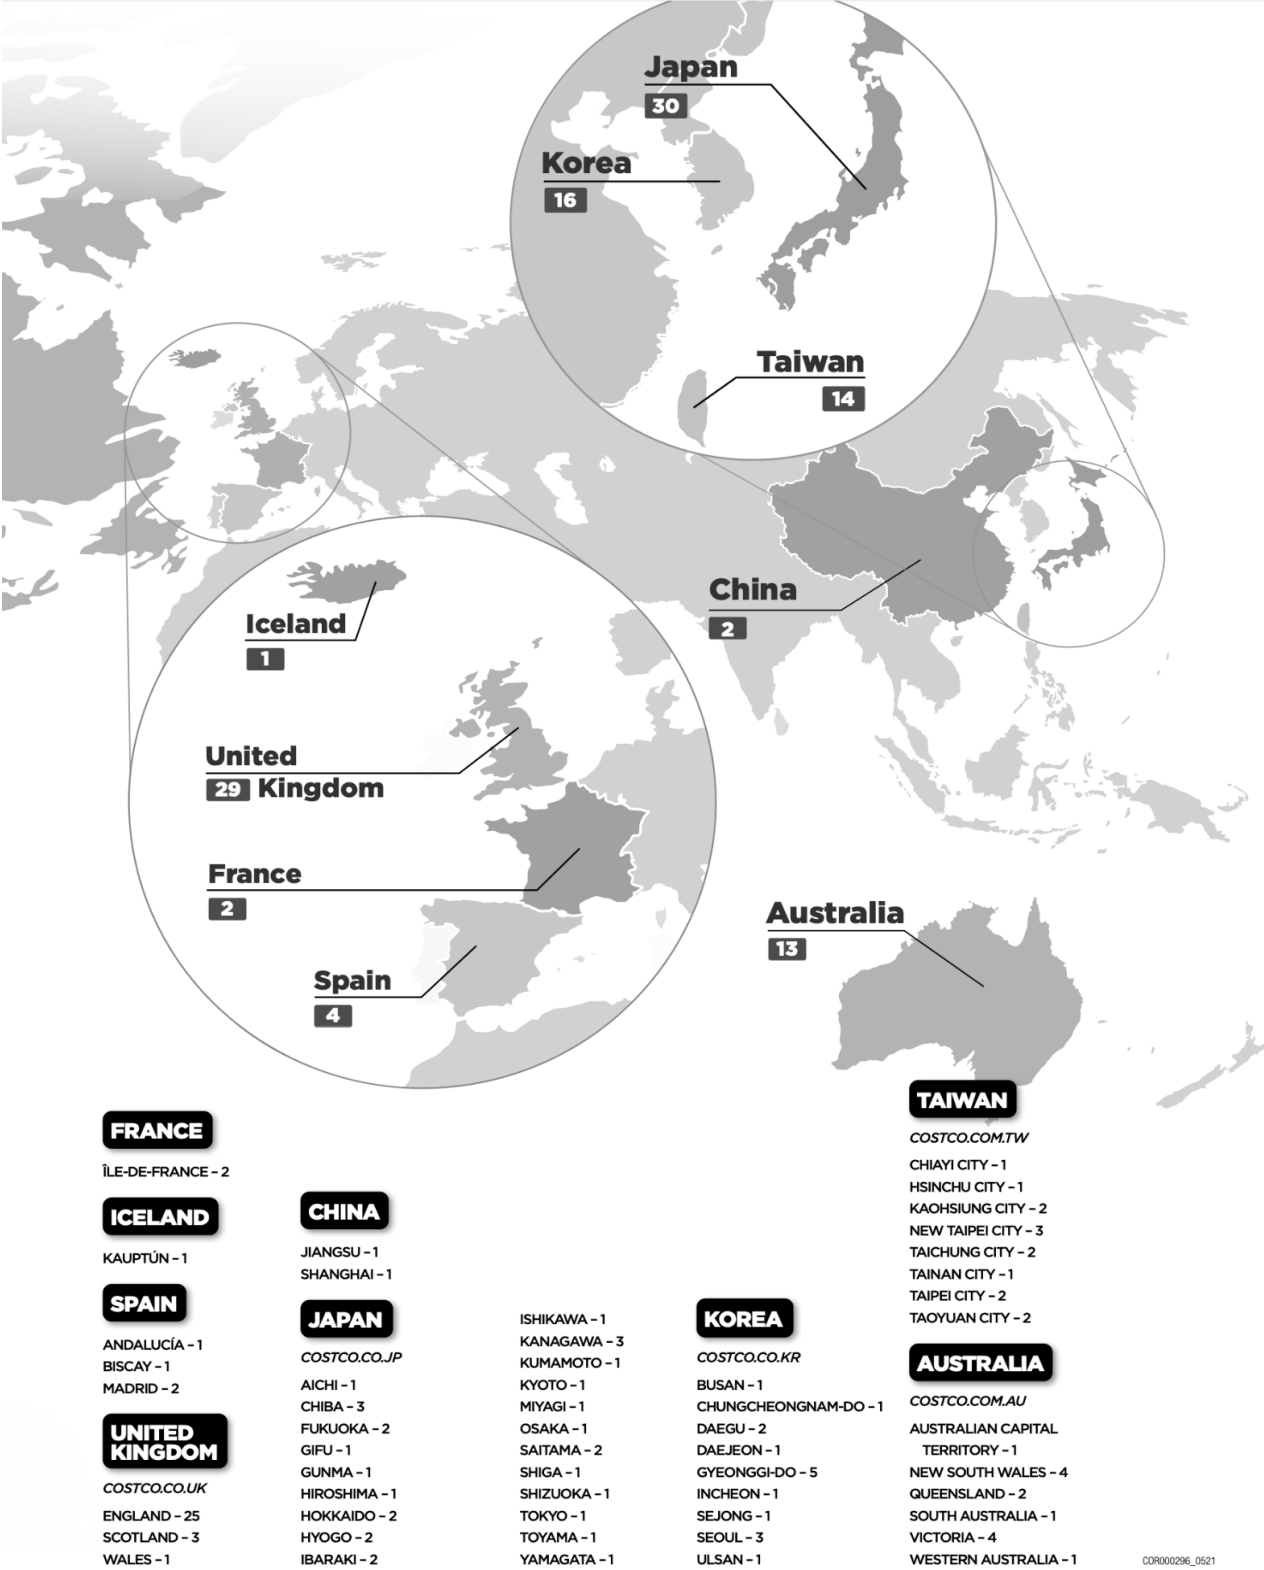 Japan
30
Korea
16
Taiwan
14
China
2
Iceland
1
United
29 Kingdom
France
2
Spain
4
Australia
13
FRANCE
ÎLE-DE-FRANCE – 2
ICELAND
KAUPTÚN – 1
SPAIN
ANDALUCÍA – 1
BISCAY – 1
MADRID – 2
UNITED
KINGDOM
COSTCO.CO.UK
ENGLAND – 25
SCOTLAND – 3
WALES – 1
CHINA
JIANGSU – 1
SHANGHAI – 1
JAPAN
COSTCO.CO.JP
AICHI – 1
CHIBA – 3
FUKUOKA – 2
GIFU – 1
GUNMA – 1
HIROSHIMA – 1
HOKKAIDO – 2
HYOGO – 2
IBARAKI – 2
ISHIKAWA – 1
KANAGAWA – 3
KUMAMOTO – 1
KYOTO – 1
MIYAGI – 1
OSAKA – 1
SAITAMA – 2
SHIGA – 1
SHIZUOKA – 1
TOKYO – 1
TOYAMA – 1
YAMAGATA – 1
KOREA
COSTCO.CO.KR
BUSAN – 1
CHUNGCHEONGNAM-DO – 1
DAEGU – 2
DAEJEON – 1
GYEONGGI-DO – 5
INCHEON – 1
SEJONG – 1
SEOUL – 3
ULSAN – 1
TAIWAN
COSTCO.COM.TW
CHIAYI CITY – 1
HSINCHU CITY – 1
KAOHSIUNG CITY – 2
NEW TAIPEI CITY – 3
TAICHUNG CITY – 2
TAINAN CITY – 1
TAIPEI CITY – 2
TAOYUAN CITY – 2
AUSTRALIA
COSTCO.COM.AU
AUSTRALIAN CAPITAL
TERRITORY – 1
NEW SOUTH WALES – 4
QUEENSLAND – 2
SOUTH AUSTRALIA – 1
VICTORIA – 4
WESTERN AUSTRALIA – 1
COR000296_0521